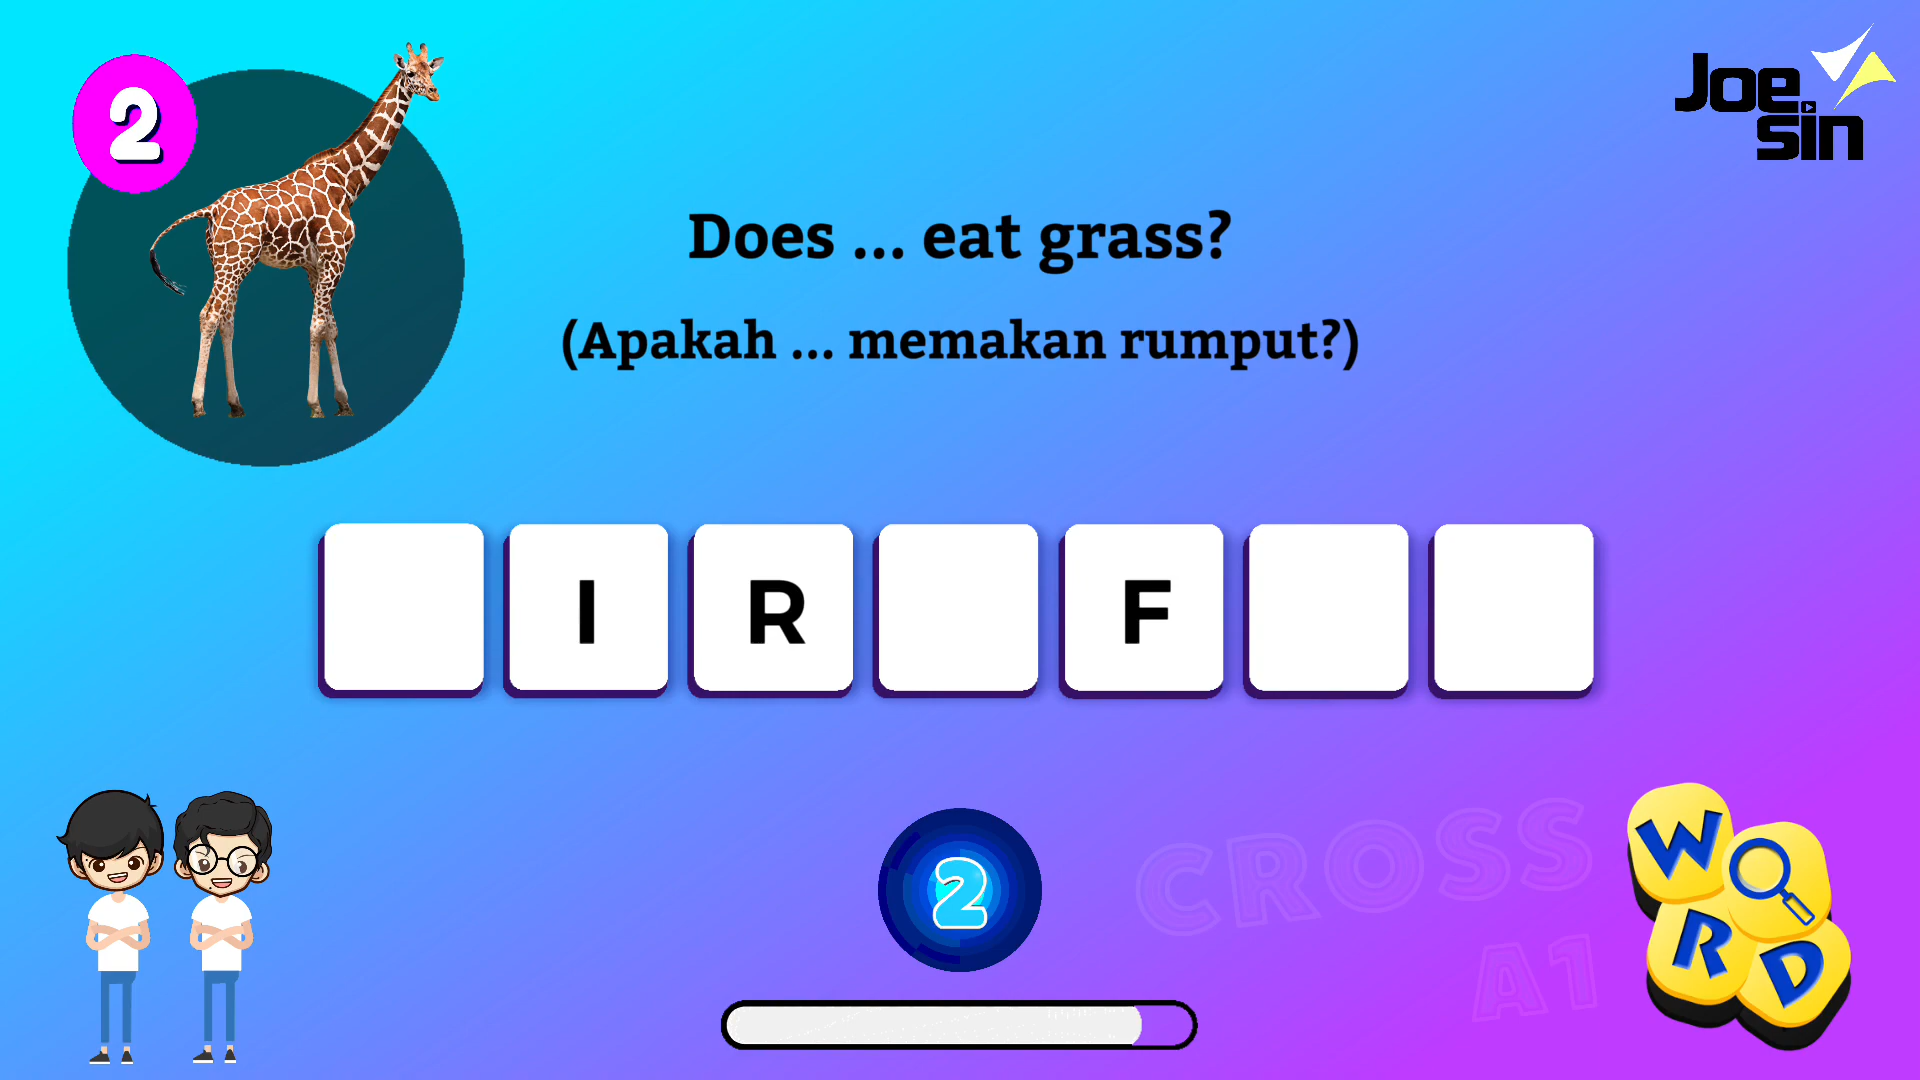 2
Joe
sin
Does ... eat grass?
(Apakah ... memakan rumput?)
I R F
2
CROSS
A1
W
R D